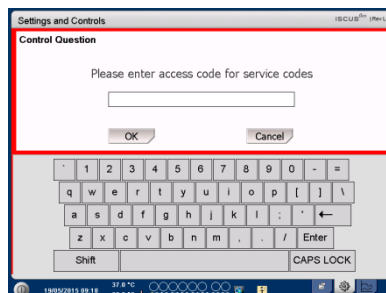 Settings and Controls
ISCUS
Control Question
Please enter access code for service codes
OK Cancel
` 1 2 3 4 5 6 7 8 9 0 - =
q w e r t y u i o p [ ] \
a s d f g h j k l ; ' ←
z x c v b n m , . / Enter
Shift CAPS LOCK
19/05/2015 09:18 37.0 °C